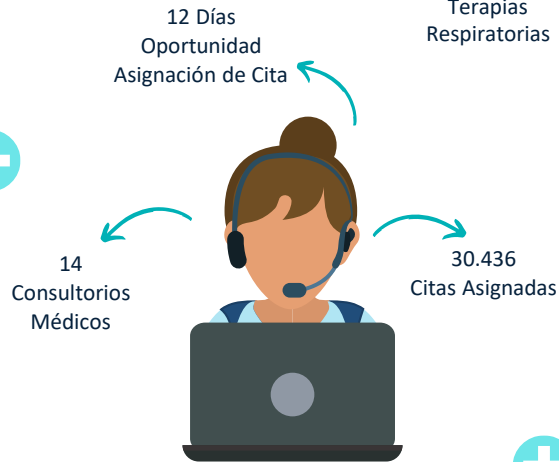 12 Días
Oportunidad
Asignación de Cita
Terapias
Respiratorias
14
Consultorios
Médicos
30.436
Citas Asignadas